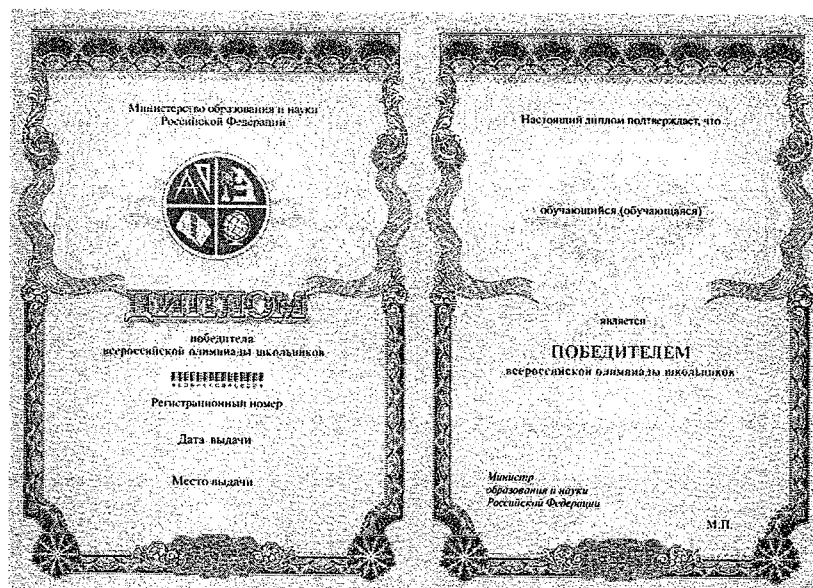 Министерство образования и науки
Российской Федерации
ДИПЛОМ
победителя
всероссийской олимпиады школьников
Регистрационный номер
Дата выдачи
Место выдачи
Настоящий диплом подтверждает, что
обучающийся (обучающаяся)
является
ПОБЕДИТЕЛЕМ
всероссийской олимпиады школьников
Министр
образования и науки
Российской Федерации
М.П.